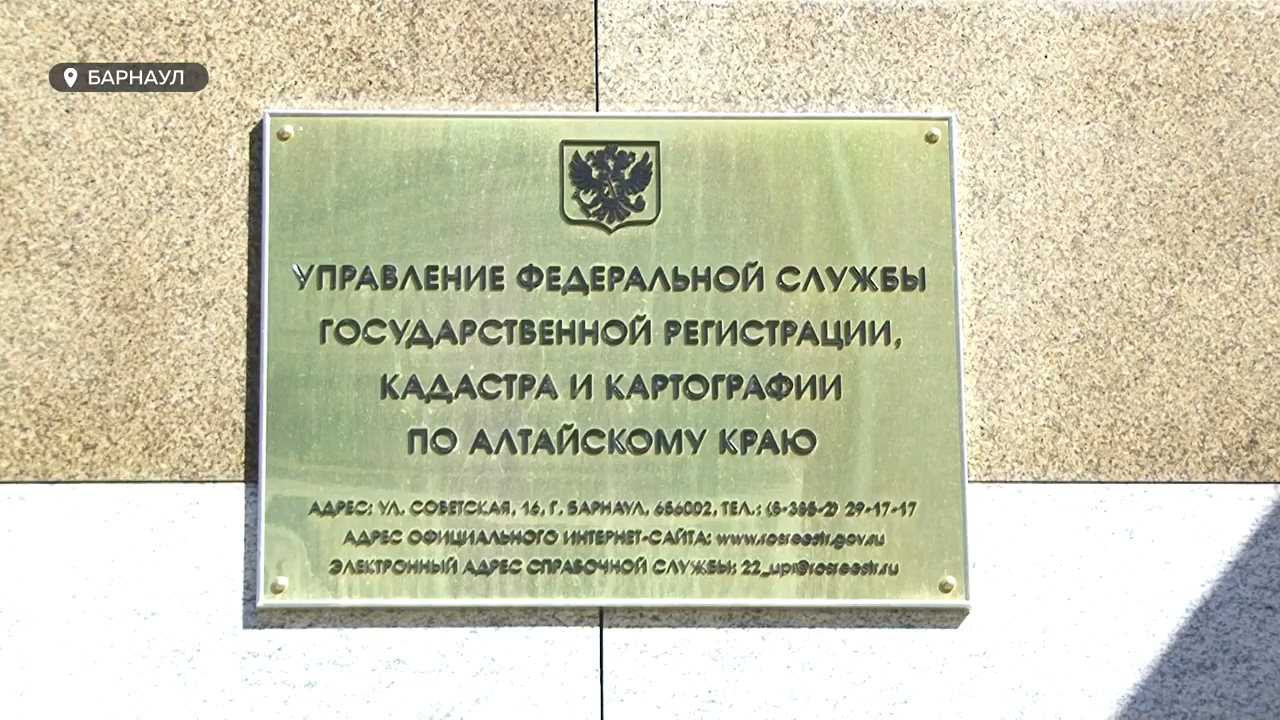 БАРНАУЛ
УПРАВЛЕНИЕ ФЕДЕРАЛЬНОЙ СЛУЖБЫ
ГОСУДАРСТВЕННОЙ РЕГИСТРАЦИИ,
КАДАСТРА И КАРТОГРАФИИ
ПО АЛТАЙСКОМУ КРАЮ
АДРЕС: УЛ. СОВЕТСКАЯ, 16, Г. БАРНАУЛ, 656002, ТЕЛ.: (8-385-2) 29-17-17
АДРЕС ОФИЦИАЛЬНОГО ИНТЕРНЕТ-САЙТА: www.rosreestr.gov.ru
ЭЛЕКТРОННЫЙ АДРЕС СПРАВОЧНОЙ СЛУЖБЫ: 22_upr@rosreestr.ru